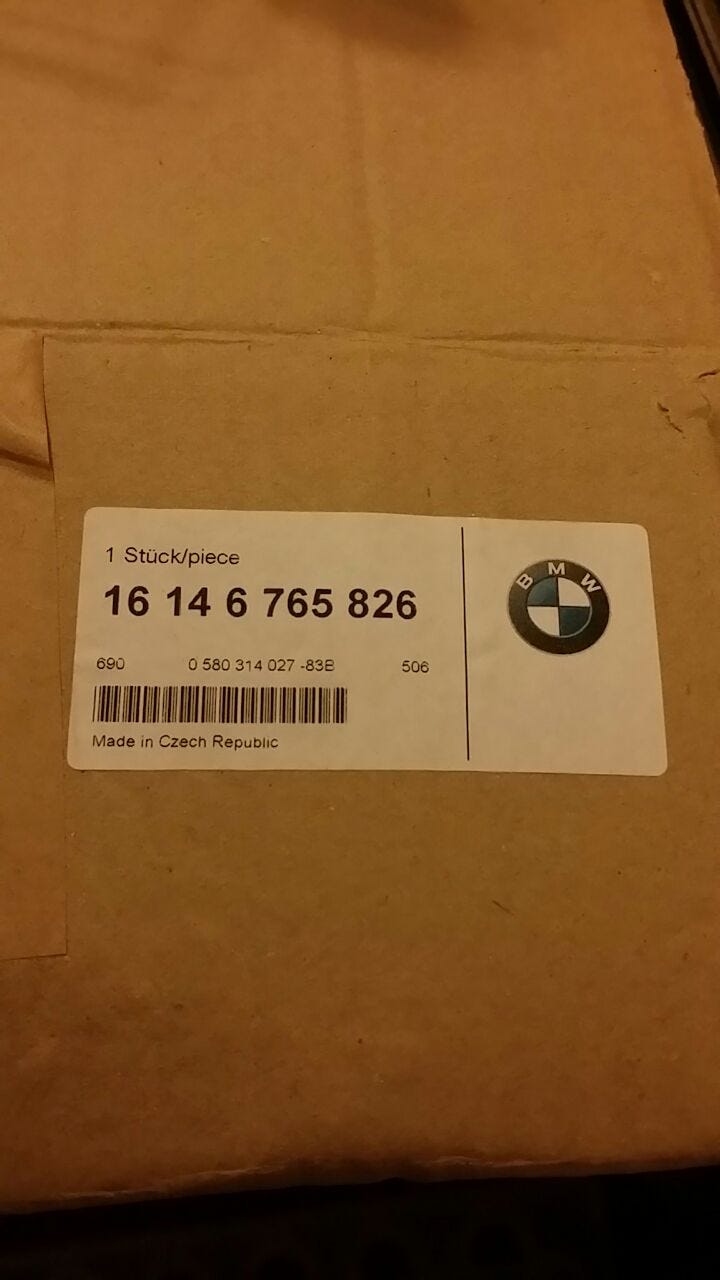 1 Stück/piece
16 14 6 765 826
690 0 580 314 027 -83B 506
Made in Czech Republic
BMW